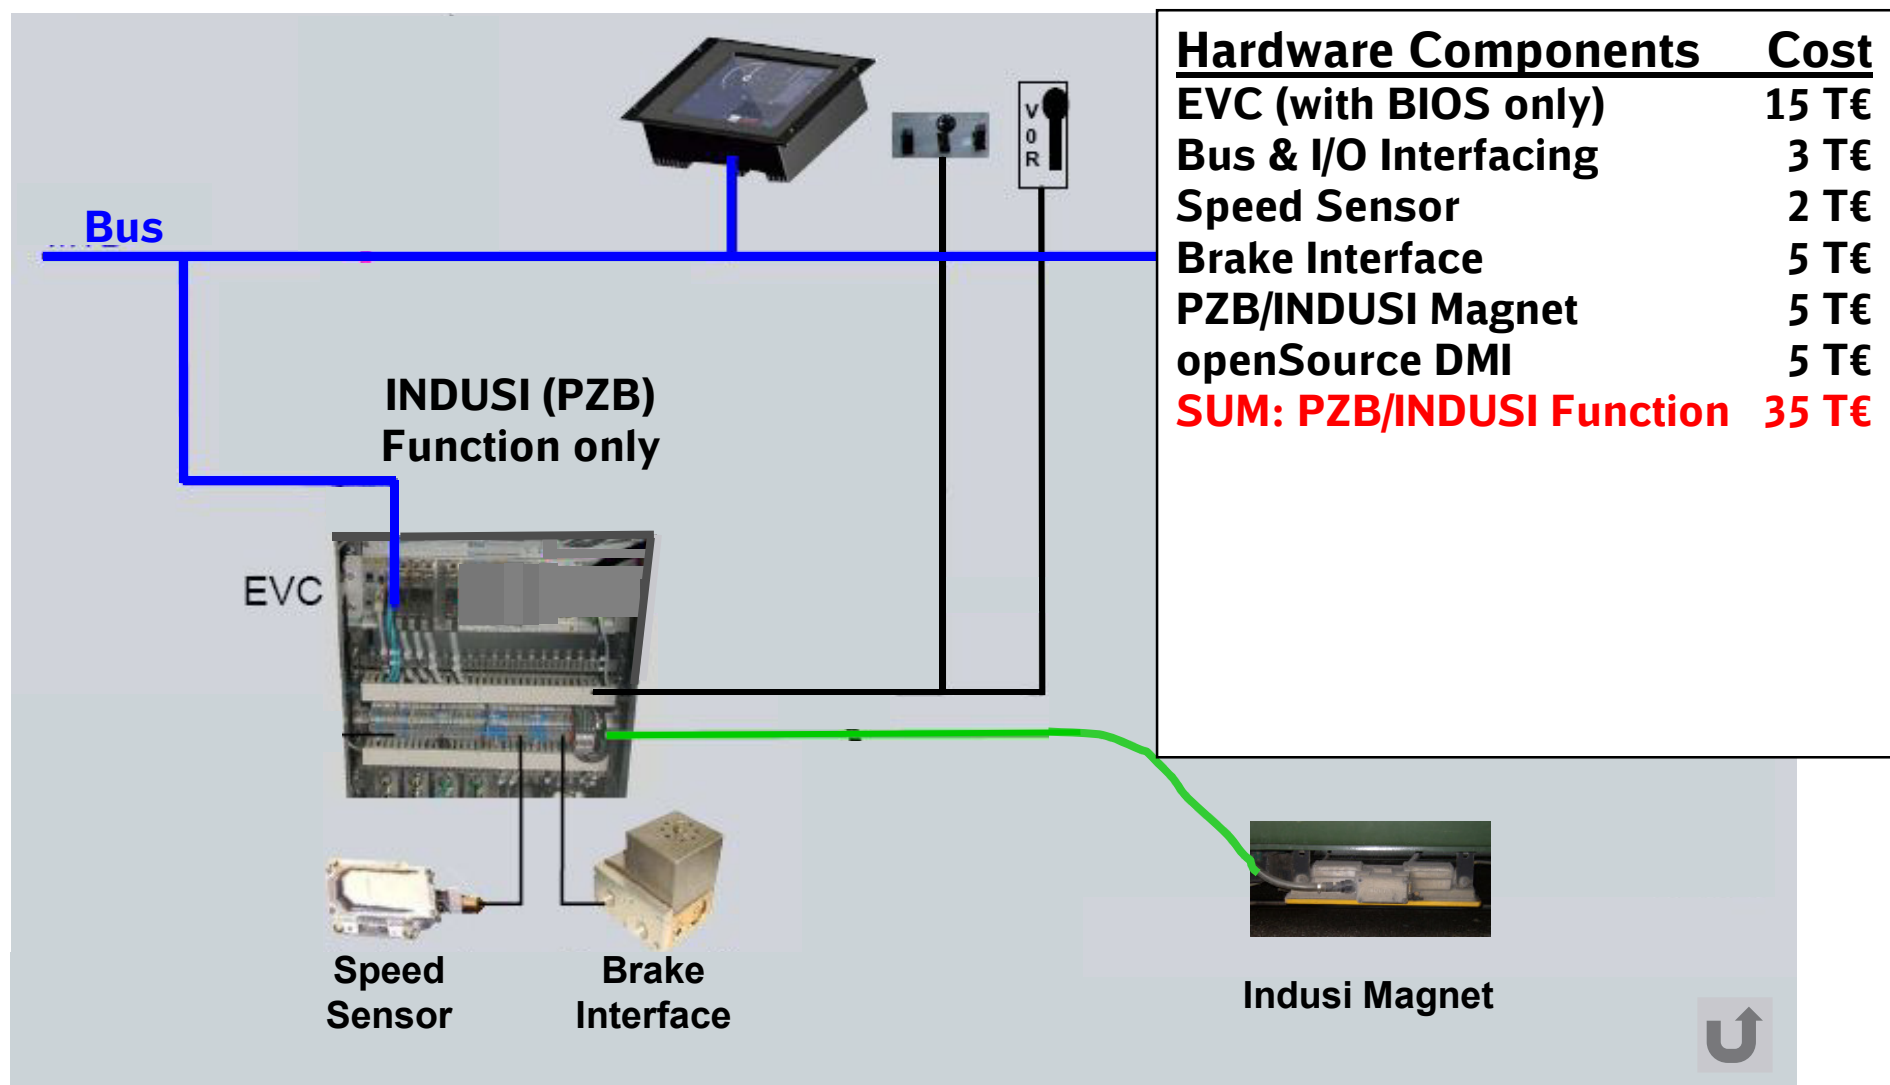 Hardware Components Cost
EVC (with BIOS only) 15 T€
Bus & I/O Interfacing 3 T€
Speed Sensor 2 T€
Brake Interface 5 T€
PZB/INDUSI Magnet 5 T€
openSource DMI 5 T€
SUM: PZB/INDUSI Function 35 T€
V
0
R
Bus
INDUSI (PZB)
Function only
EVC
Speed
Sensor
Brake
Interface
Indusi Magnet